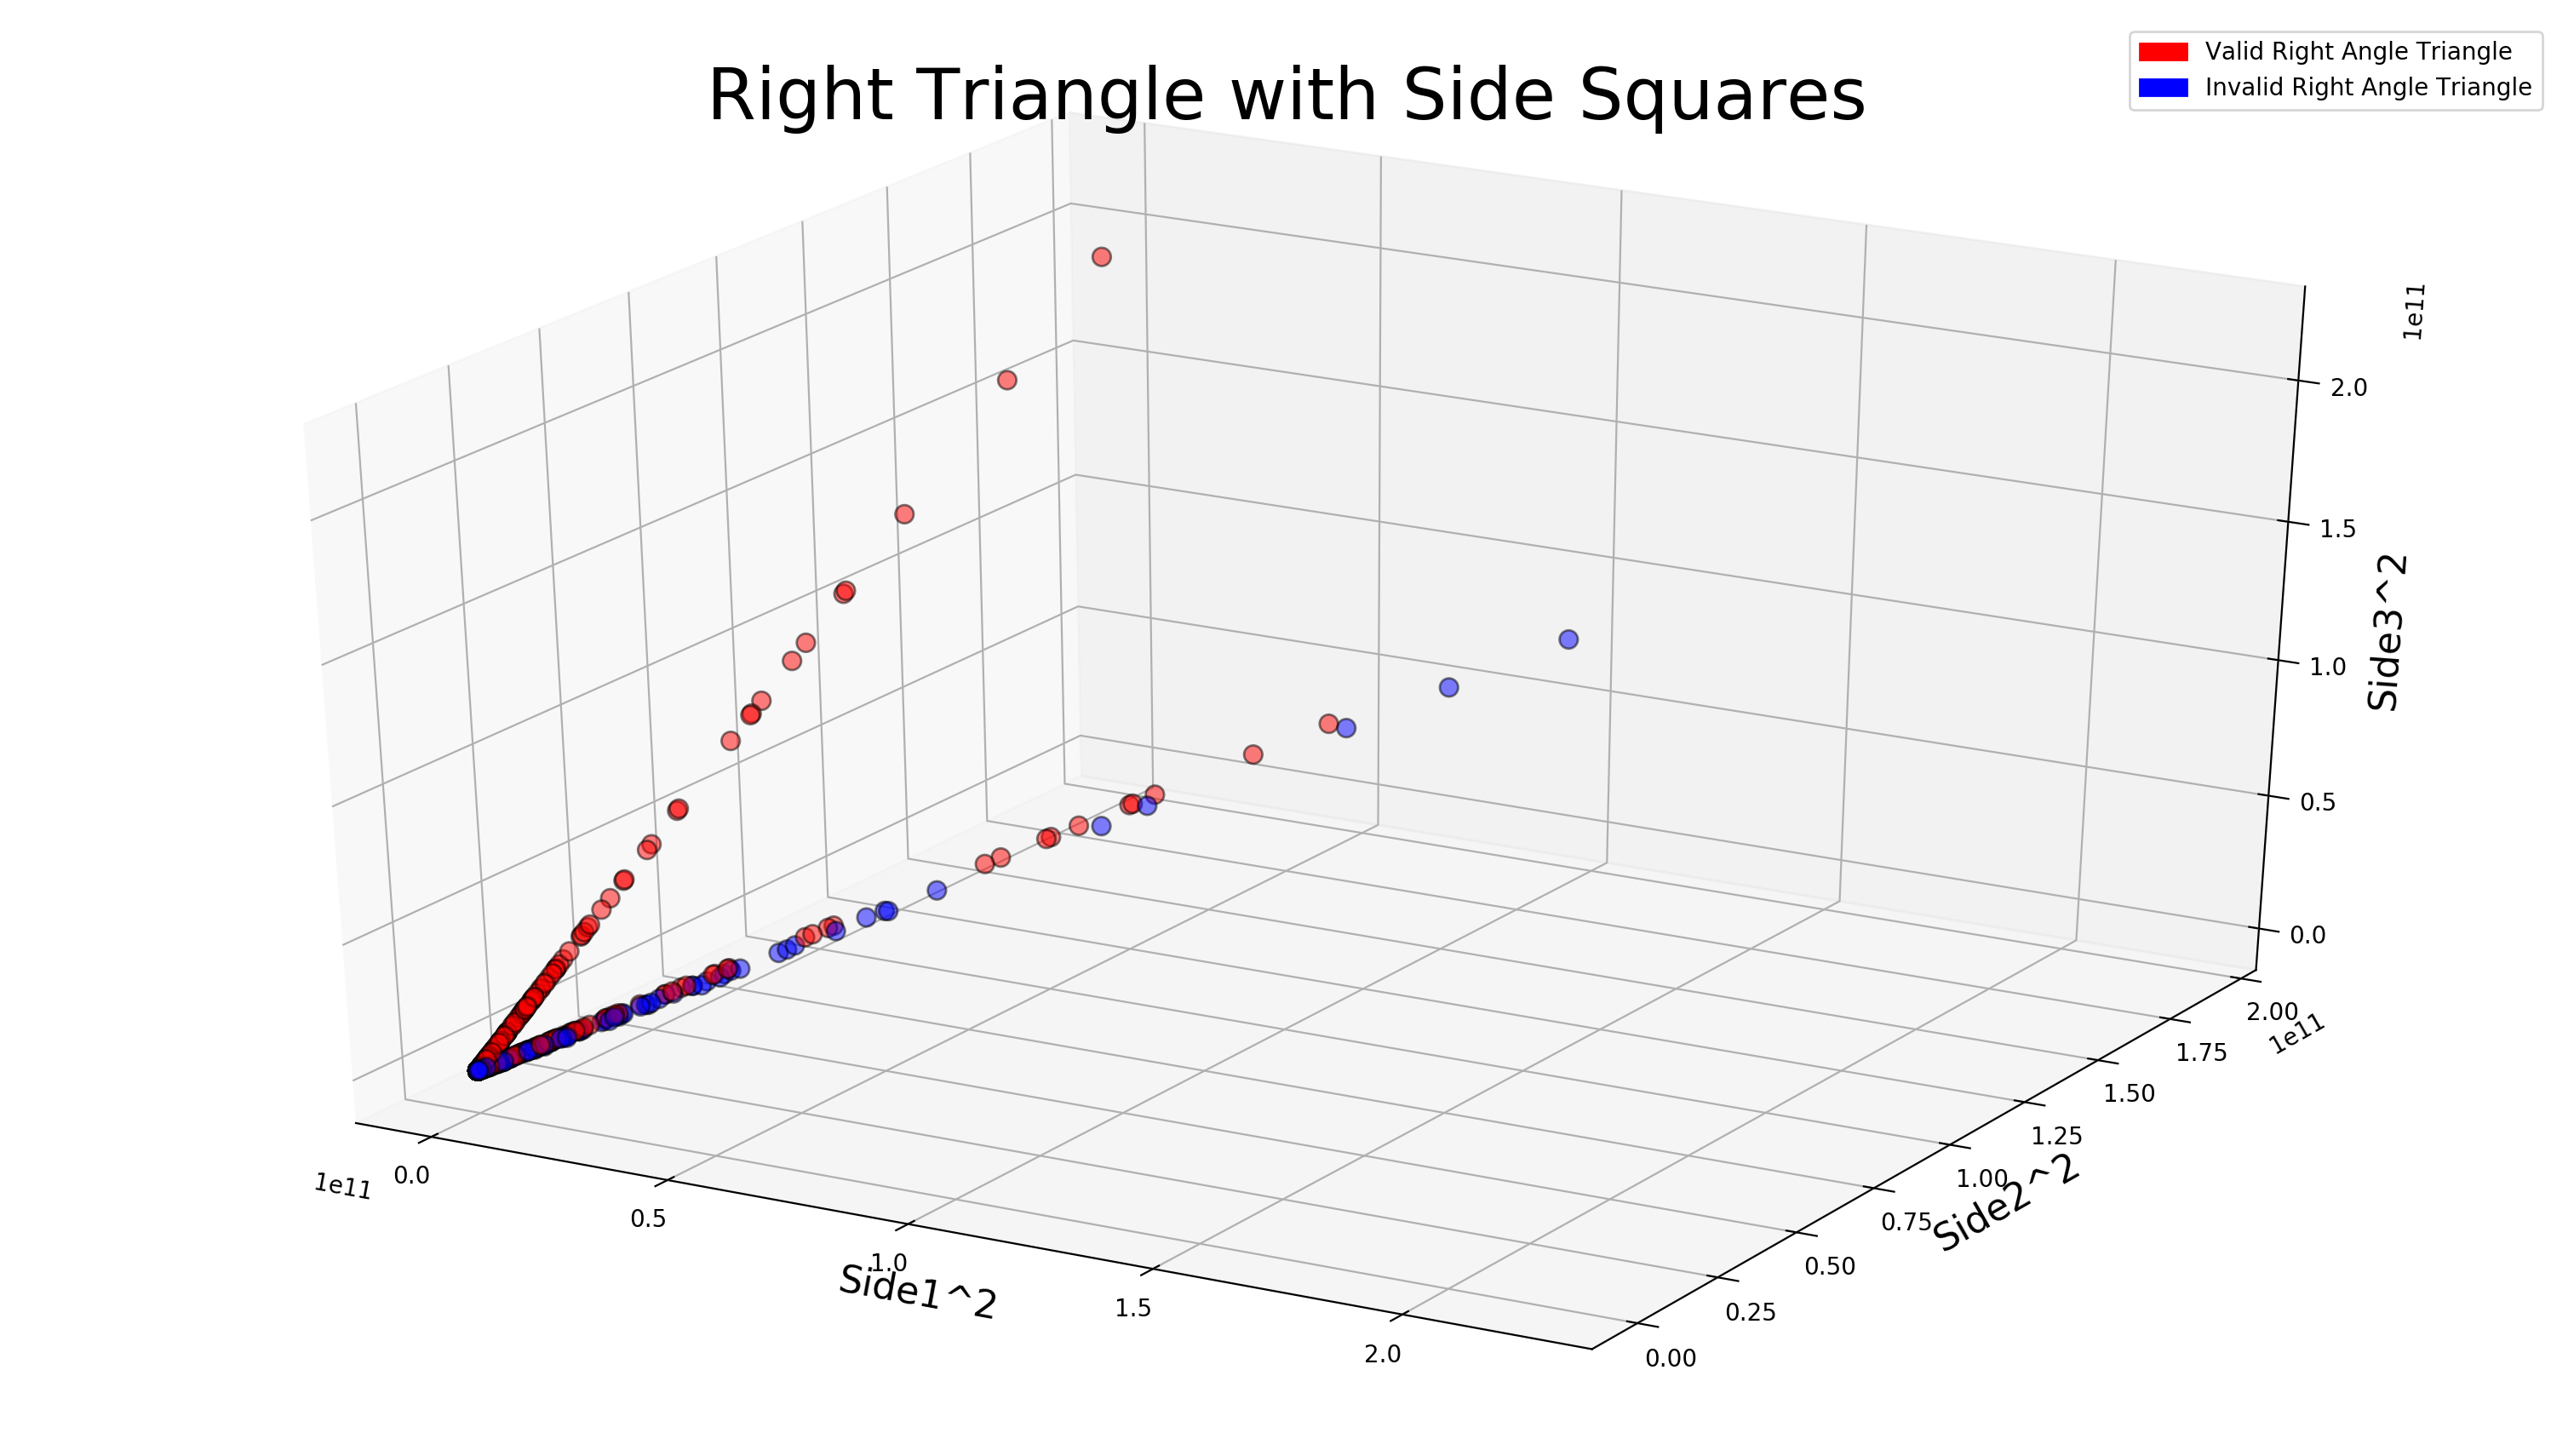 Right Triangle with Side Squares
Valid Right Angle Triangle
Invalid Right Angle Triangle
1e11
2.0
1.5
1.0
0.5
0.0
Side3^2
2.00
1e11
1.75
1.50
1.25
1.00
0.75
0.50
0.25
0.00
Side2^2
1e11
0.0
0.5
1.0
1.5
2.0
Side1^2